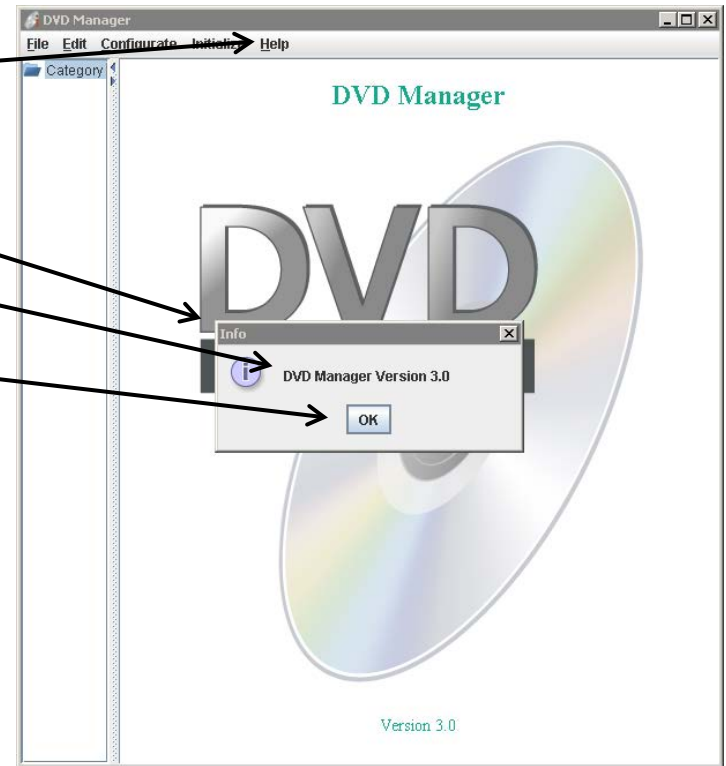 DVD Manager
File Edit Configurate Initialize Help
Category
DVD Manager
DVD
Info
i
DVD Manager Version 3.0
OK
Version 3.0